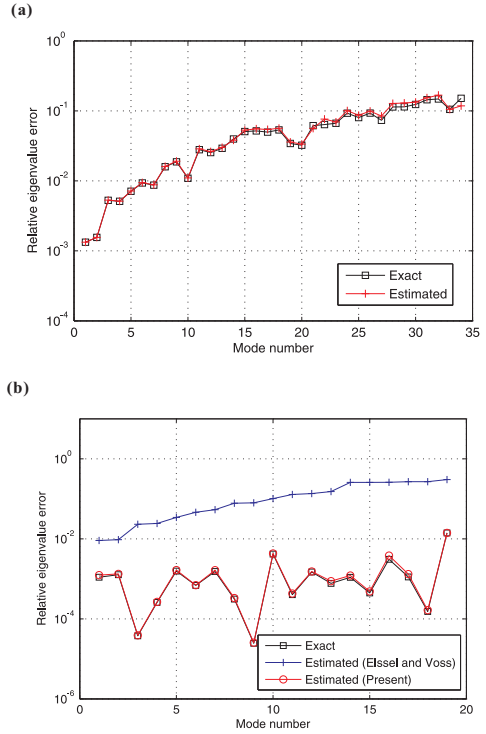 (a)
10^0
10^-1
10^-2
10^-3
10^-4
Relative eigenvalue error
0 5 10 15 20 25 30 35
Mode number
Exact
Estimated
(b)
10^0
10^-2
10^-4
10^-6
Relative eigenvalue error
0 5 10 15 20
Mode number
Exact
Estimated (Elssel and Voss)
Estimated (Present)